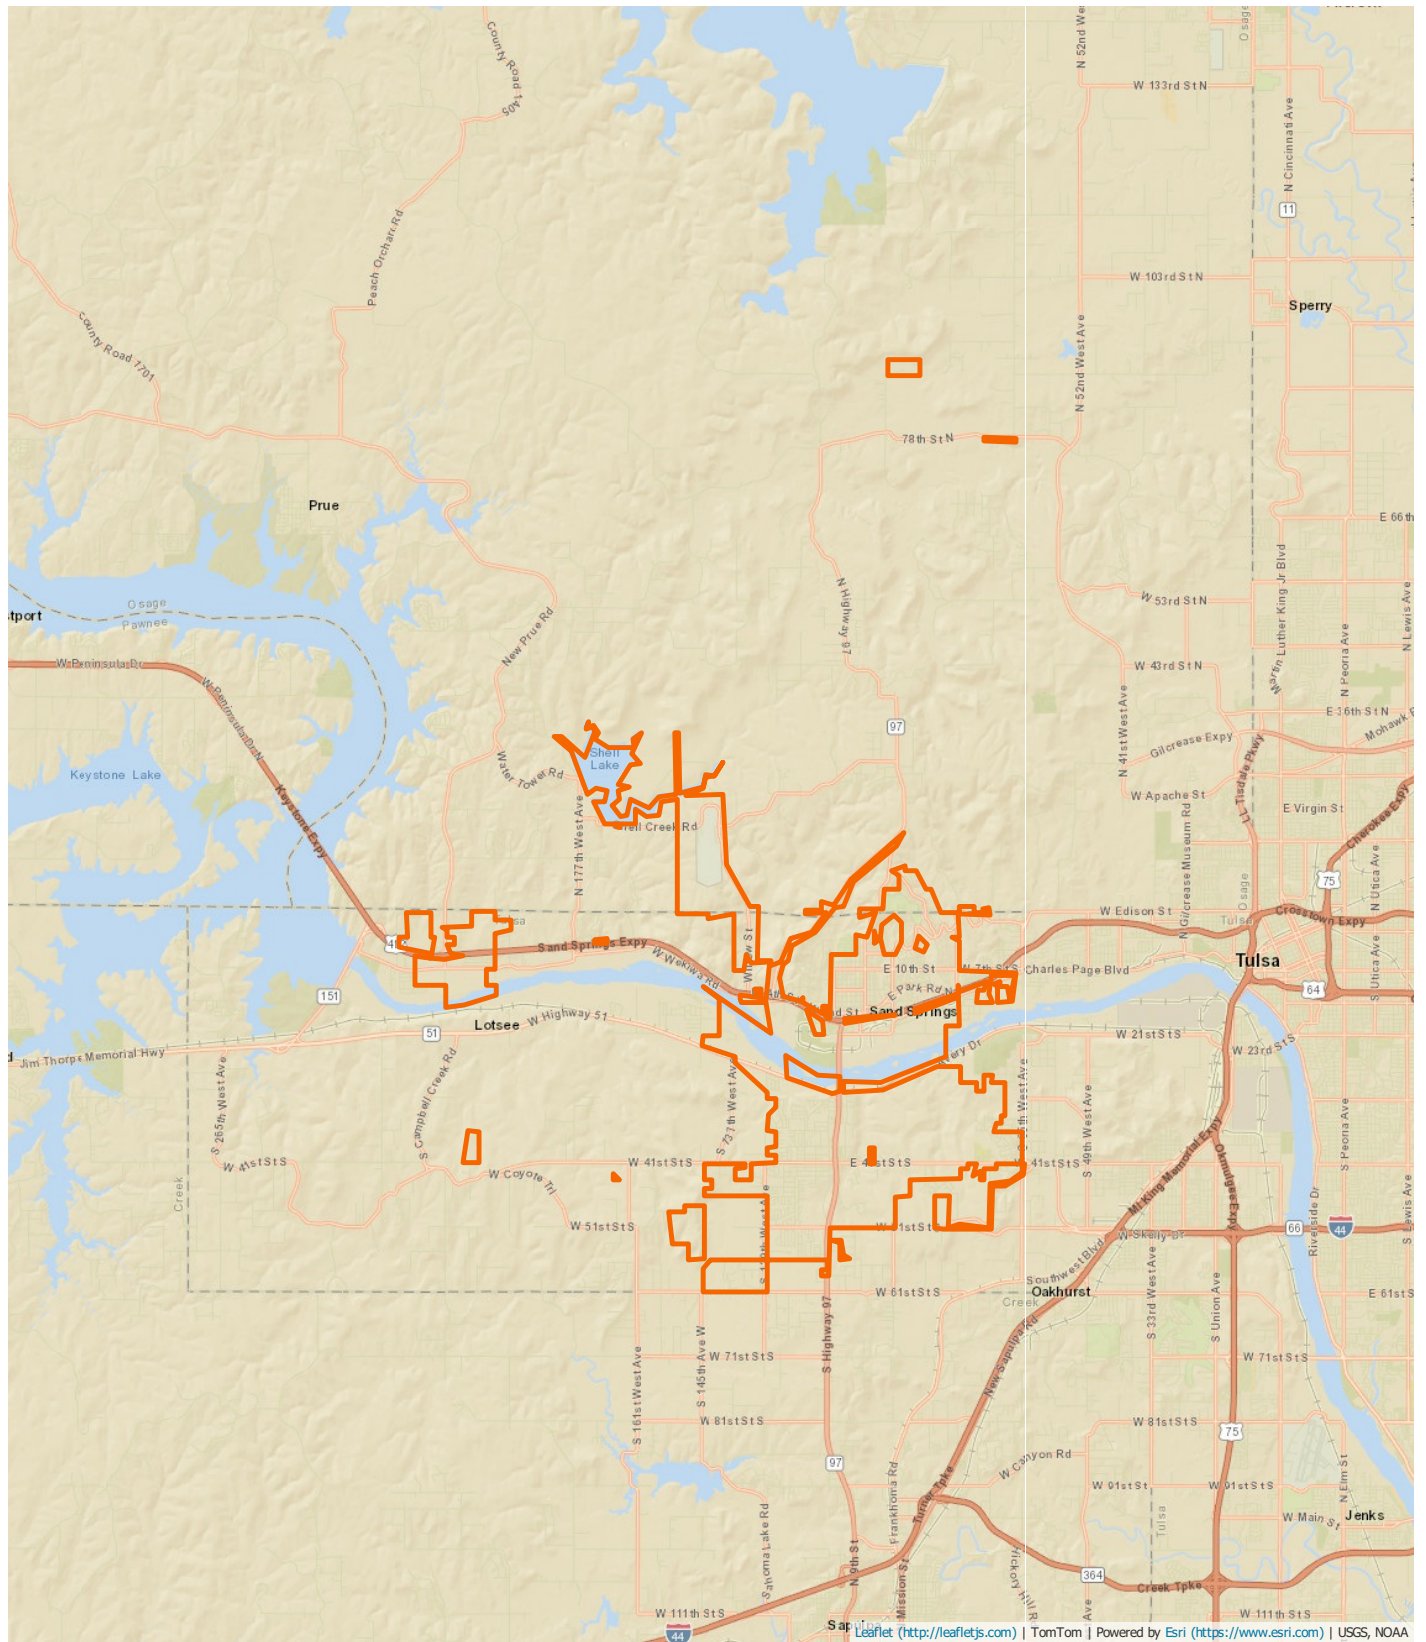 County Road 1405
N 52nd We
Osage
W 133rd St N
N Cincinnati Ave
11
Peach Orchard Rd
W 103rd St N
Sperry
County Road 1701
N 52nd West Ave
78th St N
Prue
E 66th
Osage
Pawnee
tport
N Highway 97
W 53rd St N
Martin Luther King Jr Blvd
N Peoria Ave
N Lewis Ave
New Prue Rd
W Peninsula Dr
W 43rd St N
W Peninsula Dr N
N 41st West Ave
E 36th St N
Mohawk
97
Gilcrease Expy
Shell
Lake
Keystone Lake
Water Tower Rd
LL Tisdale Pkwy
W Apache St
E Virgin St
Keystone Expy
N 177th West Ave
Shell Creek Rd
N Gilcrease Museum Rd
Cherokee Expy
N Utica Ave
75
Osage
Tulsa
W Edison St
Crosstown Expy
Sand Springs Expy
W Wekiwa Rd
E 10th St
W 7th St S
Charles Page Blvd
Tulsa
S Utica Ave
64
151
E Park Rd
Sand Springs
Lotsee
W Highway 51
51
W 21st St S
W 23rd St S
Jim Thorpe Memorial Hwy
Avery Dr
S 265th West Ave
S Campbell Creek Rd
S 49th West Ave
S Peoria Ave
W 41st St S
W Coyote Trl
W 41st St S
E 41st St S
41st St S
Ml King Memorial Expy
Okmulgee Expy
Creek
Riverside Dr
S Lewis Ave
W 51st St S
W 51st St S
W Skelly Dr
66
44
Southwest Blvd
W 61st St S
Oakhurst
Creek
E 61st S
S 33rd West Ave
S Union Ave
S Highway 97
New Sapulpa Rd
S 161st West Ave
S 145th Ave W
W 71st St S
W 71st St S
W 81st St S
W 81st St S
75
97
W Canyon Rd
Frankhoma Rd
Turner Tpke
W 91st St
W 91st St S
N Elm St
Sahoma Lake Rd
Tulsa
W Main St
Jenks
N 9th St
Mission St
Hickory Hill R
364
Creek Tpke
Ave
W 111th St S
W 111th St S
44
Sapulpa
Leaflet (http://leafletjs.com) | TomTom | Powered by Esri (https://www.esri.com) | USGS, NOAA